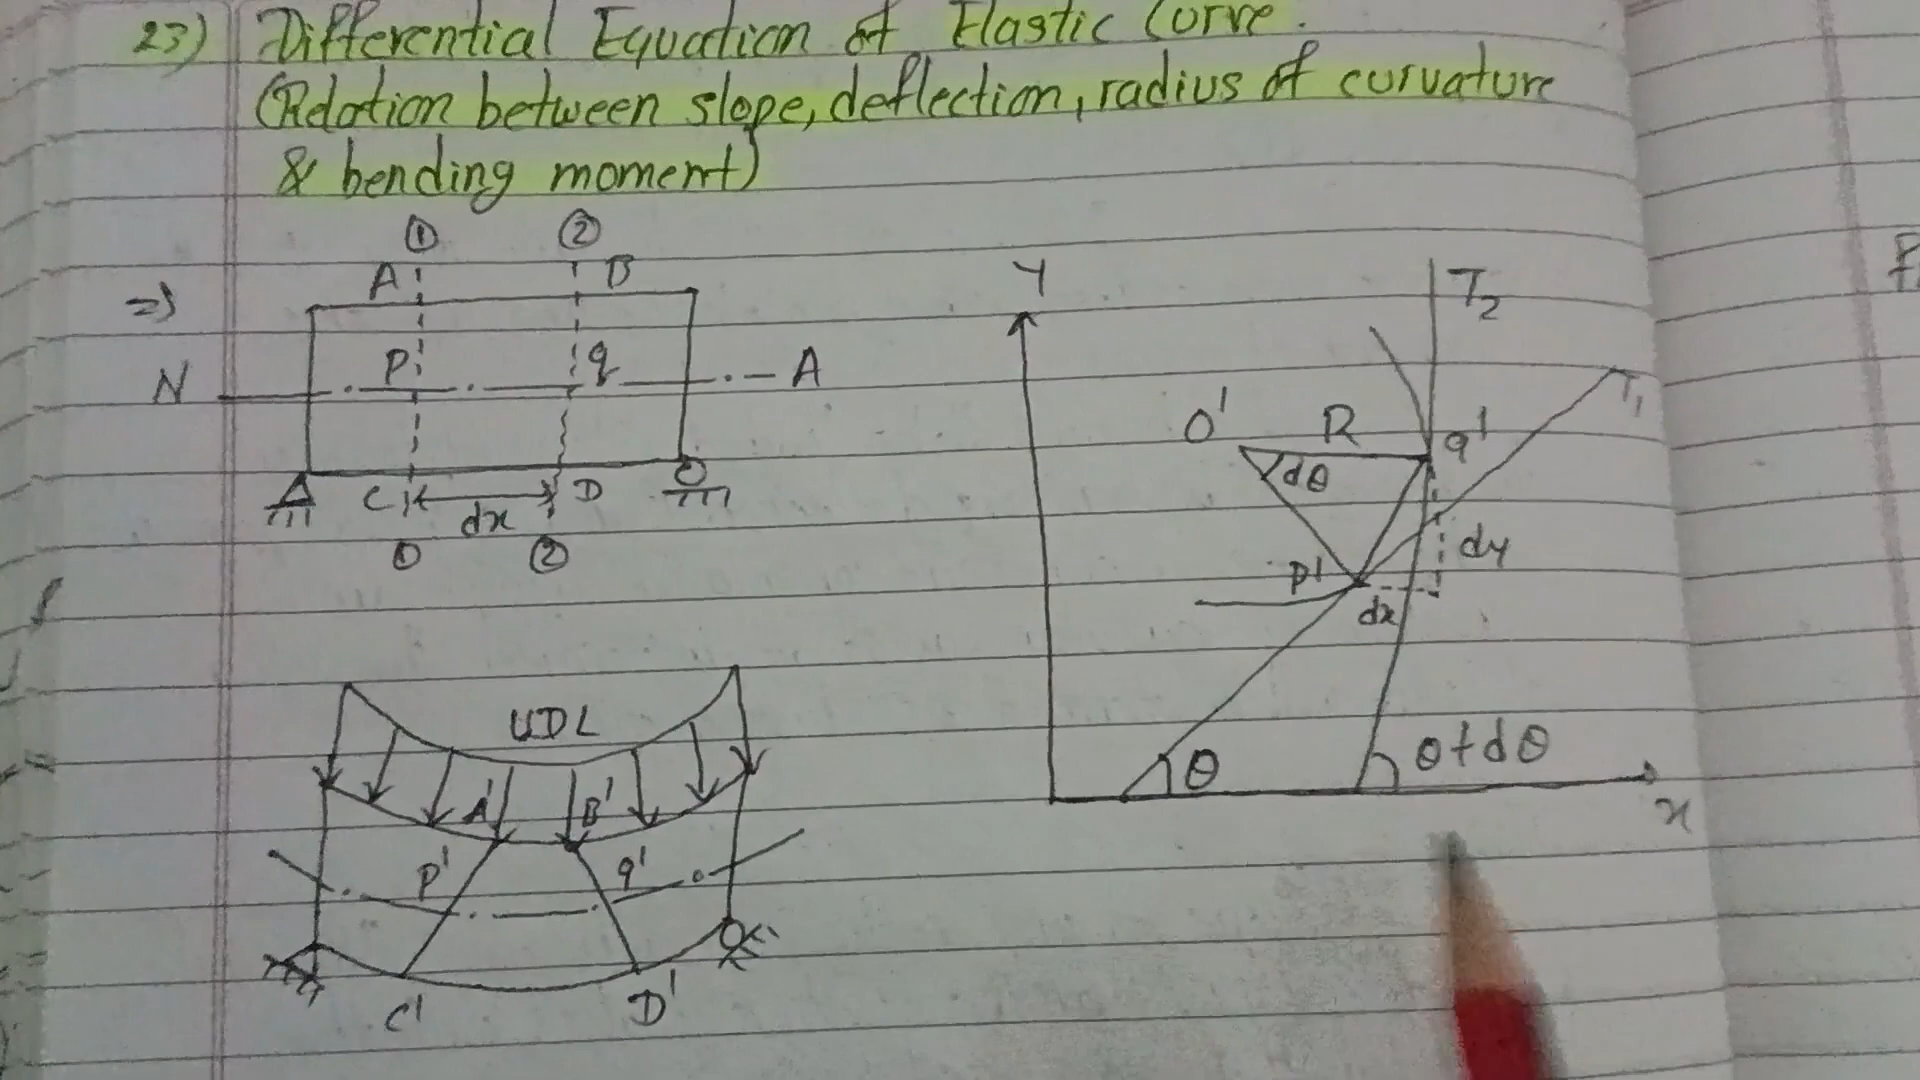 23) Differential Equation of Elastic Curve.
(Relation between slope, deflection, radius of curvature
& bending moment)
① ②
=> A B
P q
N A
C dx D
① ②
UDL
A' B'
P' q'
C' D'
Y T2
T1
O' R q'
dθ
dy
P' dx
θ θ+dθ
x